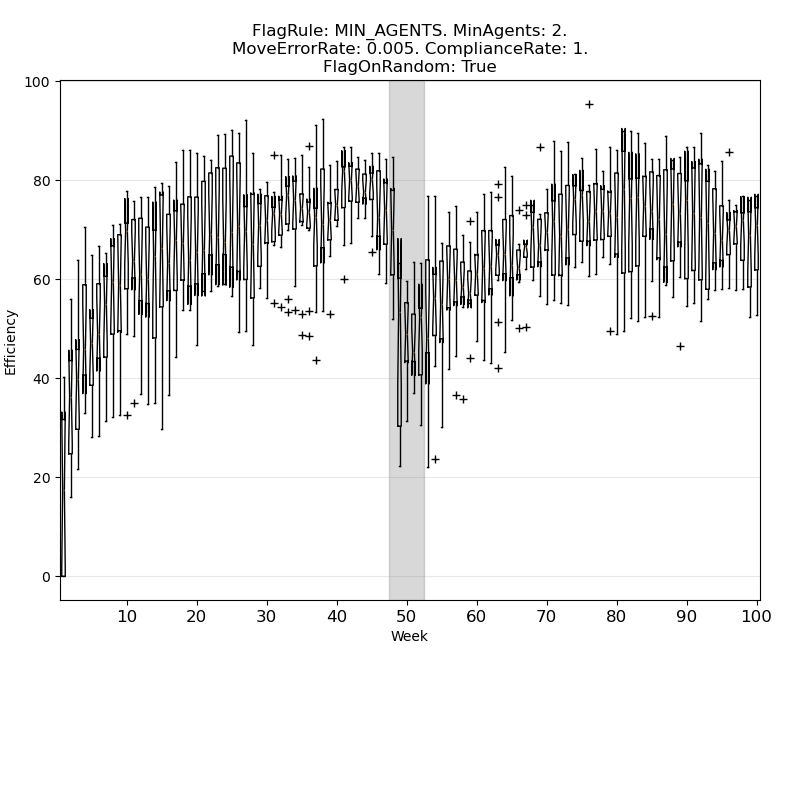 FlagRule: MIN_AGENTS. MinAgents: 2.
MoveErrorRate: 0.005. ComplianceRate: 1.
FlagOnRandom: True
100
80
60
40
20
0
Efficiency
10 20 30 40 50 60 70 80 90 100
Week